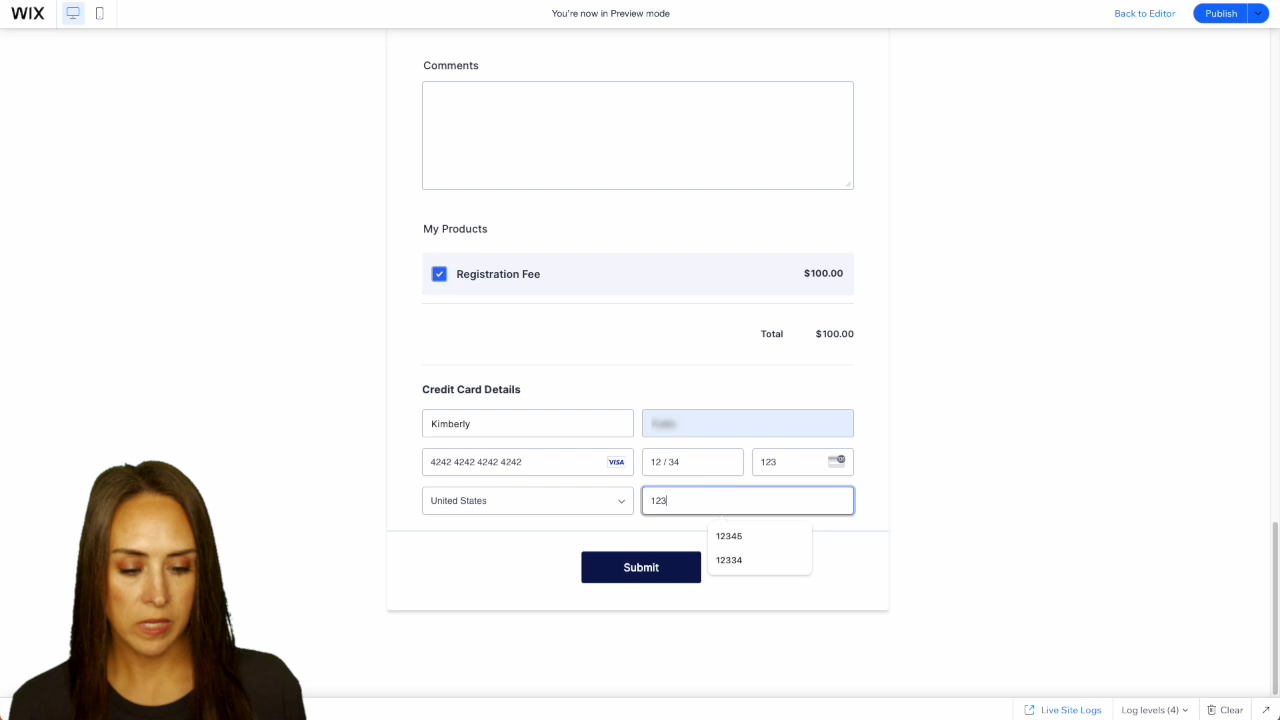 WIX
You're now in Preview mode
Back to Editor
Publish
Comments
My Products
Registration Fee
$100.00
Total
$100.00
Credit Card Details
Kimberly
4242 4242 4242 4242
VISA
12 / 34
123
United States
123
12345
12334
Submit
Live Site Logs
Log levels (4)
Clear